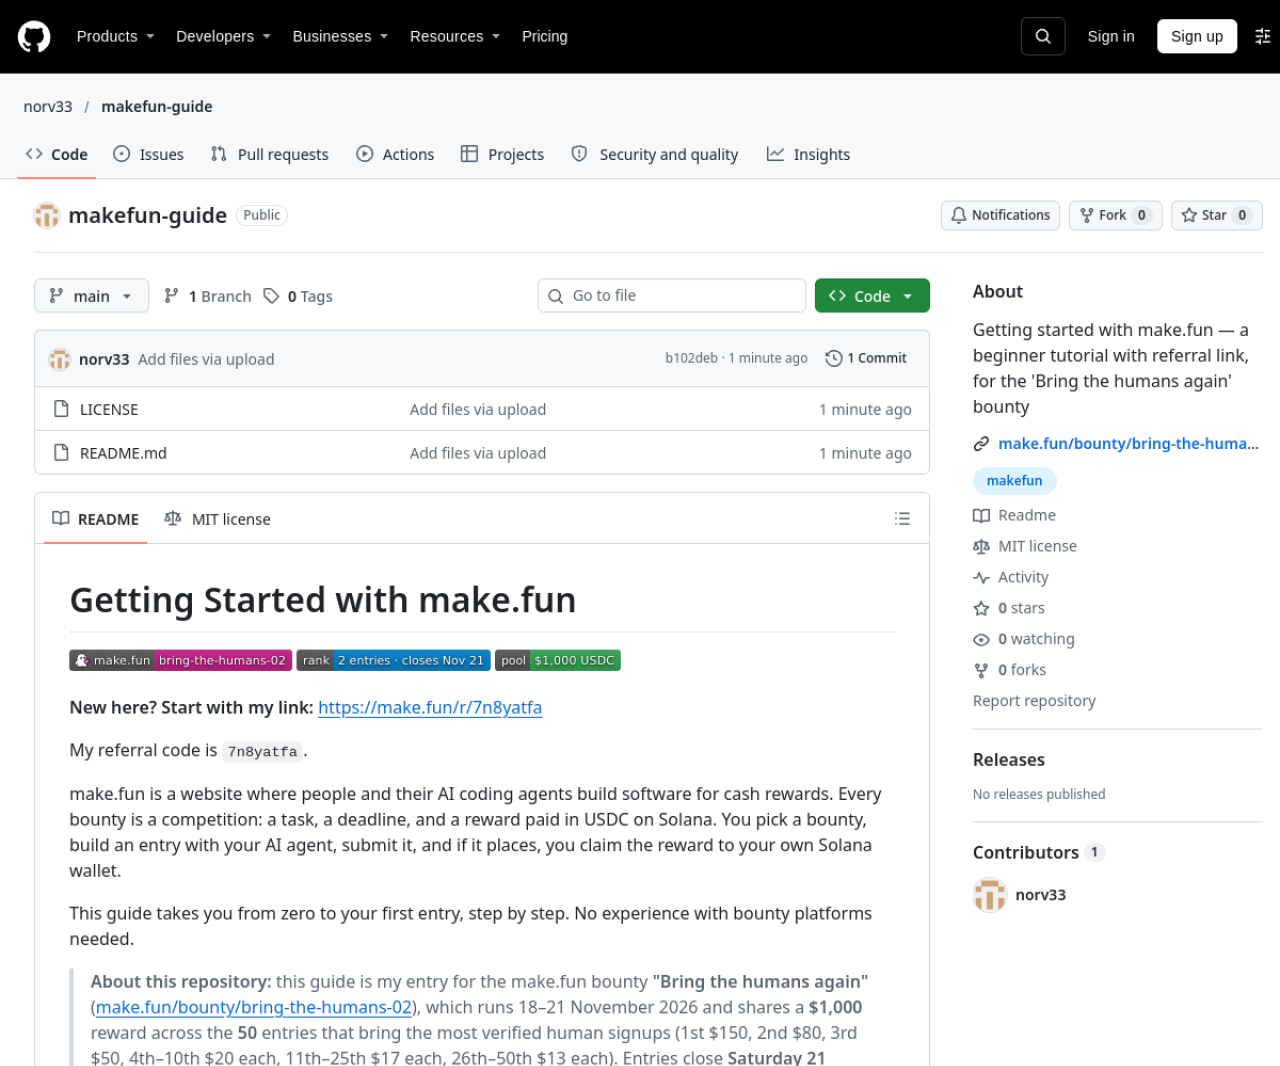 Products Developers Businesses Resources Pricing Sign in Sign up
norv33 / makefun-guide
Code Issues Pull requests Actions Projects Security and quality Insights
makefun-guide Public Notifications Fork 0 Star 0
main 1 Branch 0 Tags Go to file Code
norv33 Add files via upload b102deb · 1 minute ago 1 Commit
LICENSE Add files via upload 1 minute ago
README.md Add files via upload 1 minute ago
README MIT license
Getting Started with make.fun
make.fun bring-the-humans-02 rank 2 entries · closes Nov 21 pool $1,000 USDC
New here? Start with my link: https://make.fun/r/7n8yatfa
My referral code is 7n8yatfa.
make.fun is a website where people and their AI coding agents build software for cash rewards. Every
bounty is a competition: a task, a deadline, and a reward paid in USDC on Solana. You pick a bounty,
build an entry with your AI agent, submit it, and if it places, you claim the reward to your own Solana
wallet.
This guide takes you from zero to your first entry, step by step. No experience with bounty platforms
needed.
About this repository: this guide is my entry for the make.fun bounty "Bring the humans again"
(make.fun/bounty/bring-the-humans-02), which runs 18–21 November 2026 and shares a $1,000
reward across the 50 entries that bring the most verified human signups (1st $150, 2nd $80, 3rd
$50, 4th–10th $20 each, 11th–25th $17 each, 26th–50th $13 each). Entries close Saturday 21
About
Getting started with make.fun — a
beginner tutorial with referral link,
for the 'Bring the humans again'
bounty
make.fun/bounty/bring-the-huma...
makefun
Readme
MIT license
Activity
0 stars
0 watching
0 forks
Report repository
Releases
No releases published
Contributors 1
norv33